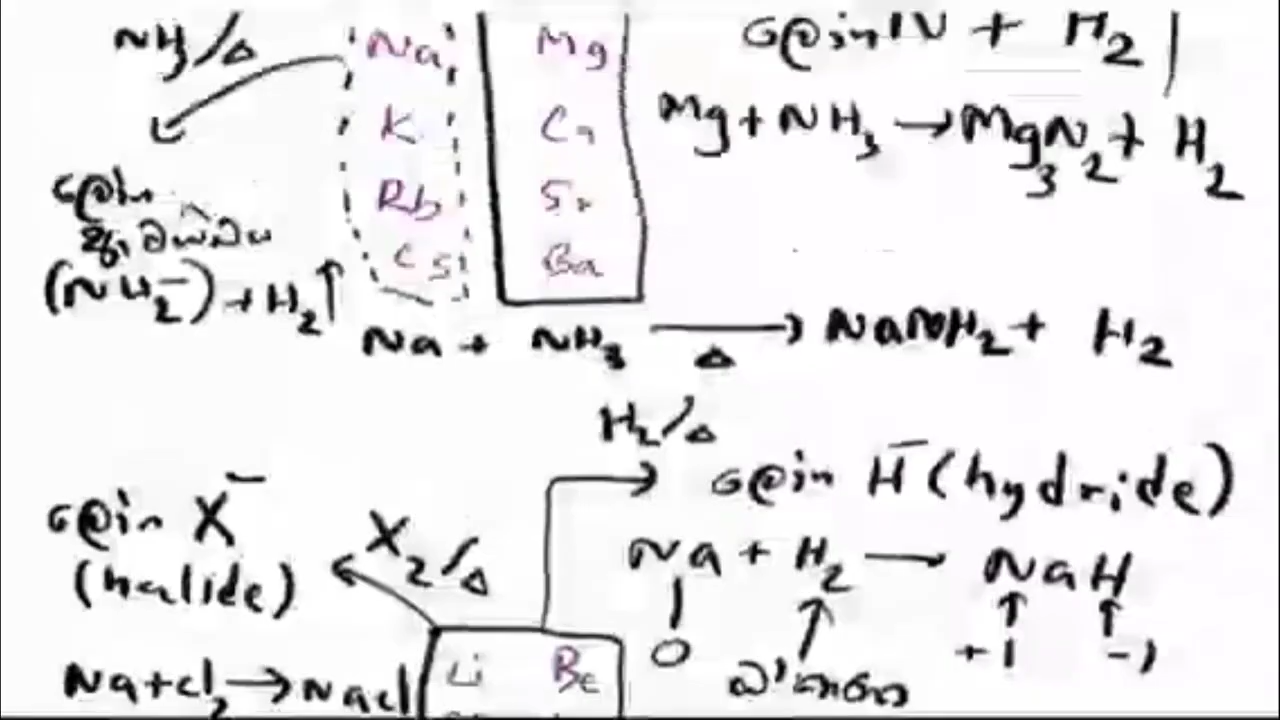 NH3/Δ
Na
Mg
ලෝහN + H2
K
Ca
Mg + NH3 → Mg3N2 + H2
ලෝහ
Rb
Sr
Cs
Ba
(NH2⁻) + H2↑
Na + NH3 →Δ NaNH2 + H2
H2/Δ
ලෝහ H⁻ (hydride)
ලෝහ X⁻
X2/Δ
(halide)
Na + H2 — NaH
0
+1
-1
Na + Cl2 → NaCl
Li
Be